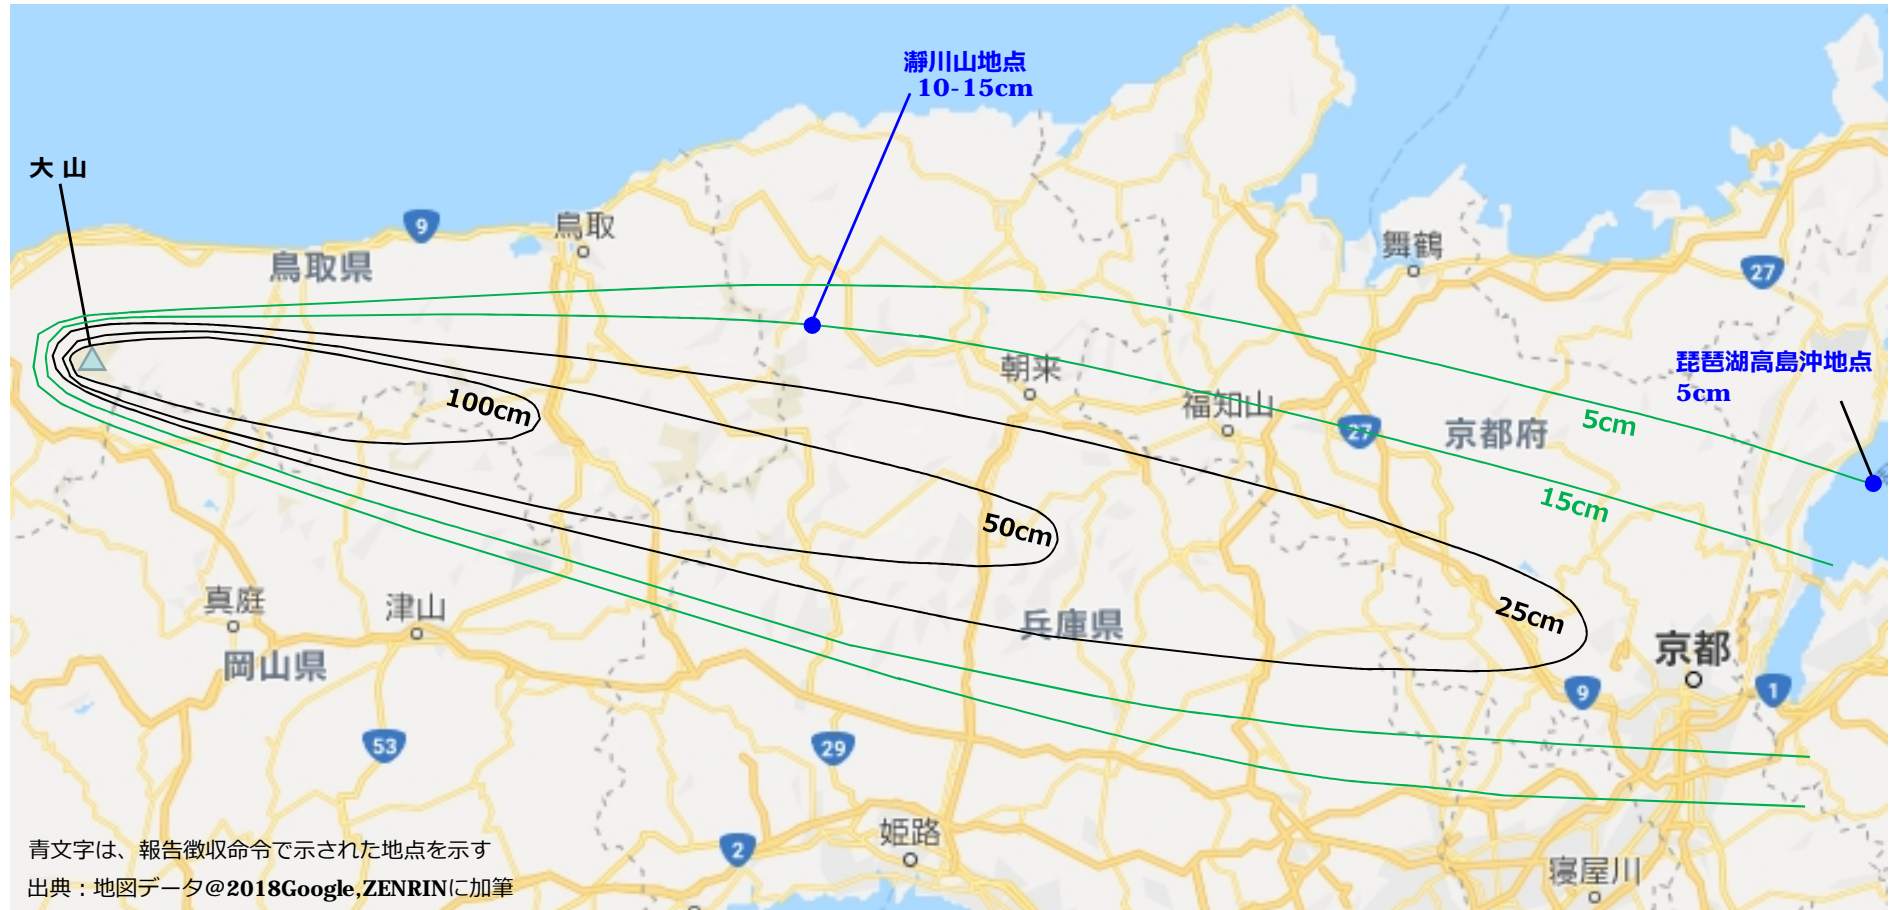 瀞川山地点
10-15cm
大 山
9
鳥取
鳥取県
舞鶴
27
琵琶湖高島沖地点
5cm
朝来
福知山
100cm
27
京都府
5cm
15cm
50cm
真庭
津山
25cm
兵庫県
京都
岡山県
9
1
53
29
2
姫路
寝屋川
青文字は、報告徴収命令で示された地点を示す
出典：地図データ@2018Google,ZENRINに加筆